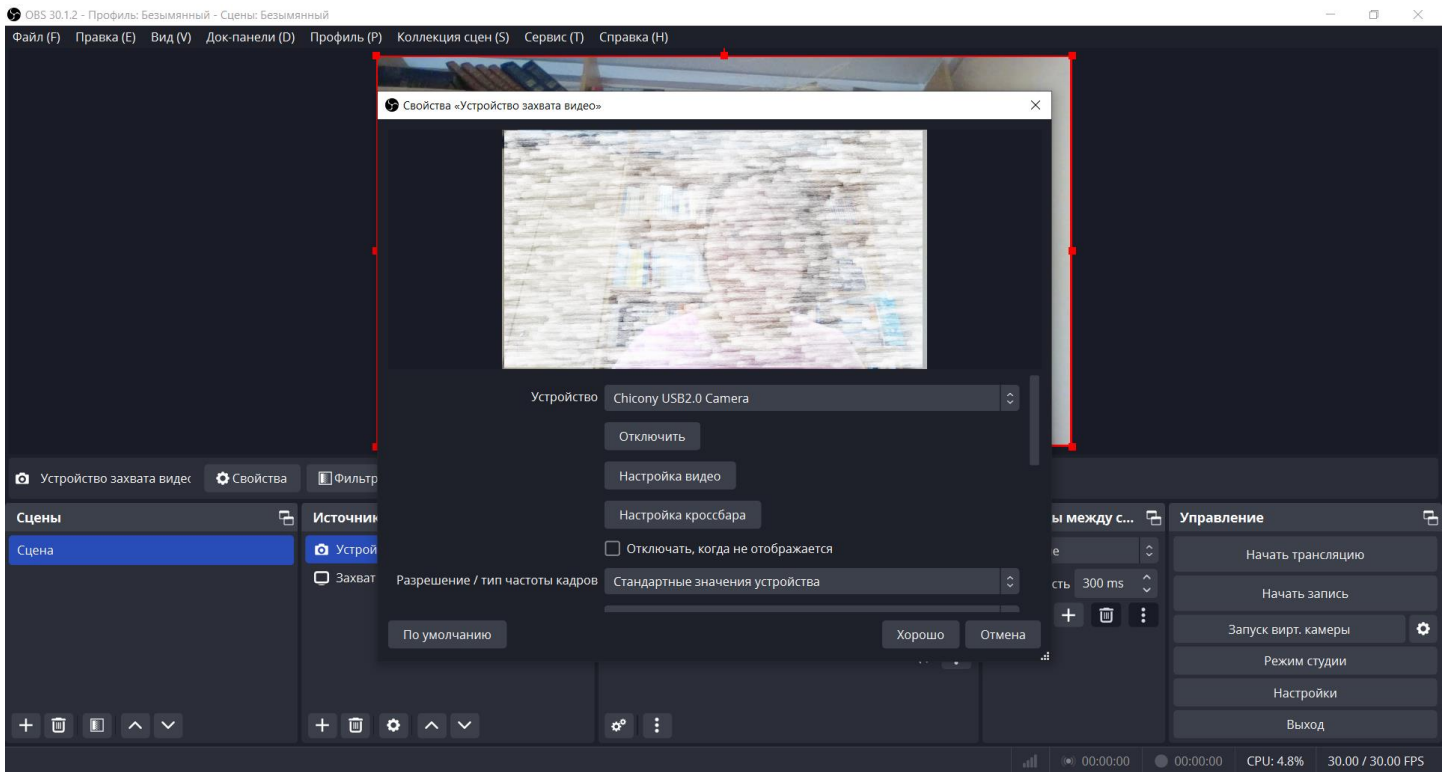 OBS 30.1.2 - Профиль: Безымянный - Сцены: Безымянный
Файл (F) Правка (E) Вид (V) Док-панели (D) Профиль (P) Коллекция сцен (S) Сервис (T) Справка (H)
Свойства «Устройство захвата видео»
Устройство Chicony USB2.0 Camera
Отключить
Настройка видео
Настройка кроссбара
Отключать, когда не отображается
Разрешение / тип частоты кадров Стандартные значения устройства
По умолчанию Хорошо Отмена
Устройство захвата видес Свойства Фильтр
Сцены
Сцена
Источник
Устрой
Захват
ы между с...
е
сть 300 ms
Управление
Начать трансляцию
Начать запись
Запуск вирт. камеры
Режим студии
Настройки
Выход
00:00:00 00:00:00 CPU: 4.8% 30.00 / 30.00 FPS